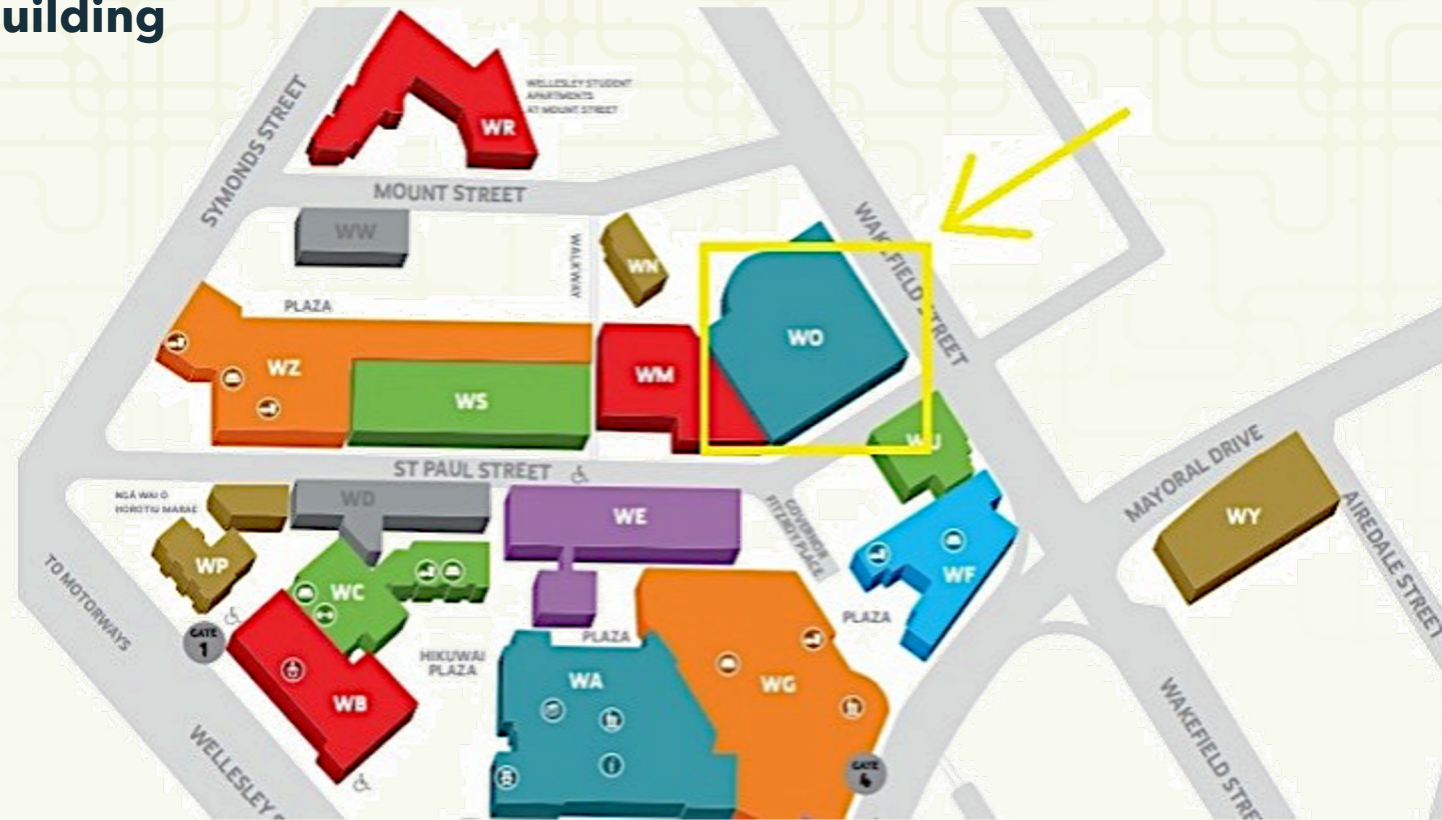 uilding
SYMONDS STREET
WELLESLEY STUDENT
APARTMENTS
AT MOUNT STREET
WR
MOUNT STREET
WW
WALKWAY
WN
WAKEFIELD STREET
PLAZA
WO
WZ
WM
WS
WU
ST PAUL STREET
MAYORAL DRIVE
NGĀ WAI O
HOROTIU MARAE
WD
WE
GOVERNOR
FITZROY PLACE
WY
AIREDALE STREET
WP
WC
WF
TO MOTORWAYS
PLAZA
GATE
1
PLAZA
HIKUWAI
PLAZA
WA
WG
WB
WAKEFIELD STRE
WELLESLEY
GATE
4